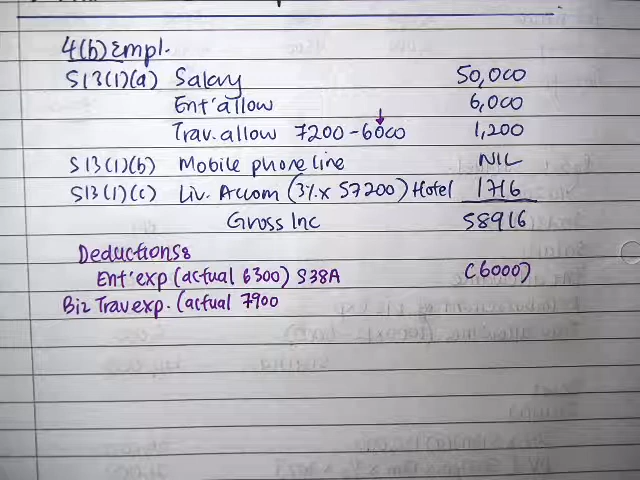 4(b) Empl.
S13(1)(a) Salary 50,000
Ent' allow 6,000
Trav. allow 7200 - 6000 1,200
S13(1)(b) Mobile phone line NIL
S13(1)(c) Liv. Accom (3% x 57200) Hotel 1716
Gross Inc 58916
Deductions:
Ent' exp (actual 6300) S38A (6000)
Biz Trav exp. (actual 7900